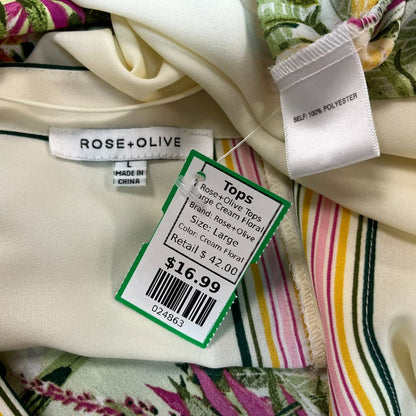 ROSE+OLIVE
L
MADE IN
CHINA
SELF: 100% POLYESTER
Tops
Rose+Olive Tops
Large Cream Floral
Brand: Rose+Olive
Size: Large
Color: Cream Floral
Retail $ 42.00
$16.99
024863